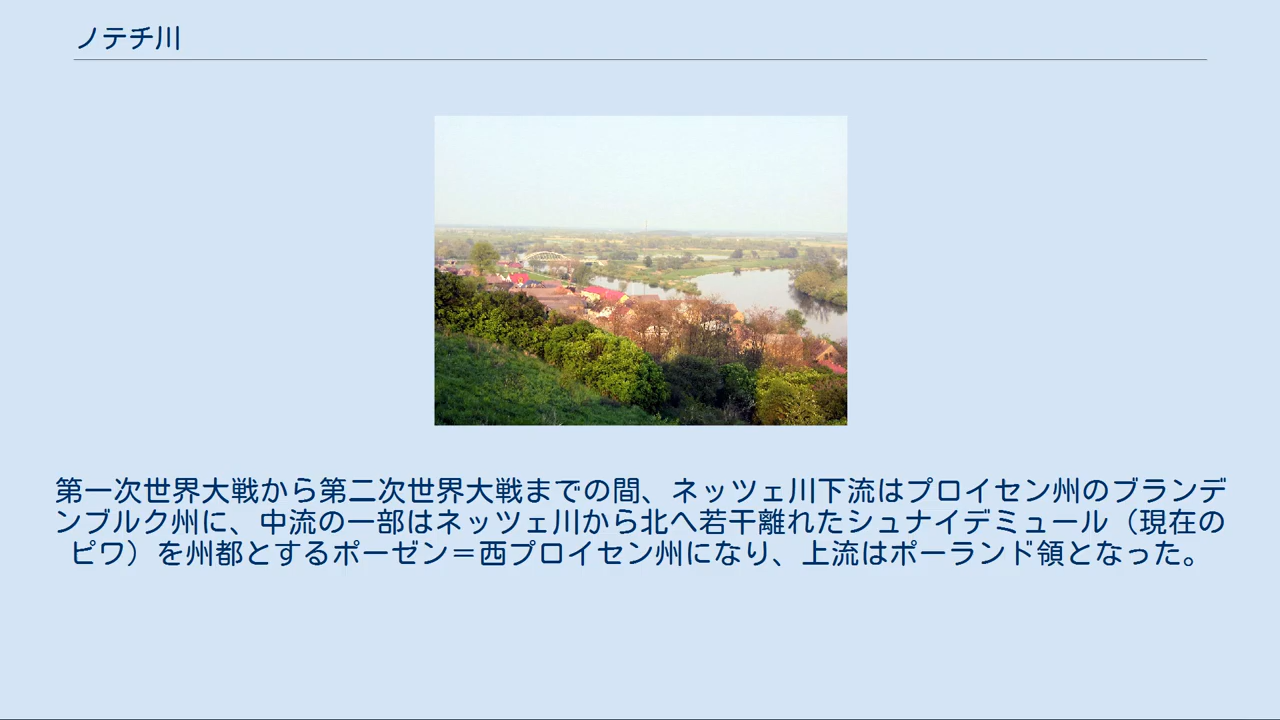 ノテチ川
第一次世界大戦から第二次世界大戦までの間、ネッツェ川下流はプロイセン州のブランデ
ンブルク州に、中流の一部はネッツェ川から北へ若干離れたシュナイデミュール（現在の
ピワ）を州都とするポーゼン＝西プロイセン州になり、上流はポーランド領となった。